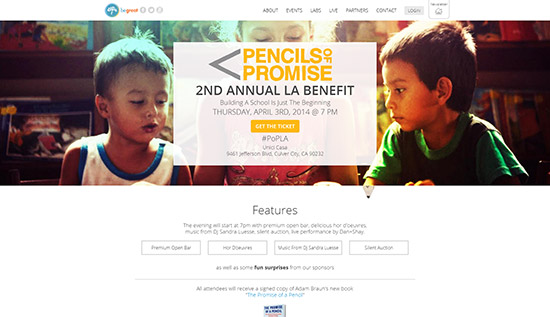 be great
ABOUT EVENTS LABS LIVE PARTNERS CONTACT LOGIN
PENCILS OF
PROMISE
2ND ANNUAL LA BENEFIT
Building A School Is Just The Beginning
THURSDAY, APRIL 3RD, 2014 @ 7 PM
GET THE TICKET
#PoPLA
Unici Casa
9461 Jefferson Blvd, Culver City, CA 90232
Features
The evening will start at 7pm with premium open bar, delicious hor d'oeuvres,
music from DJ Sandra Luesse, silent auction, live performance by Dan+Shay.
Premium Open Bar
Hor D'oeuvres
Music From DJ Sandra Luesse
Silent Auction
as well as some fun surprises from our sponsors
All attendees will receive a signed copy of Adam Braun's new book
"The Promise of a Pencil"
THE PROMISE
OF A PENCIL